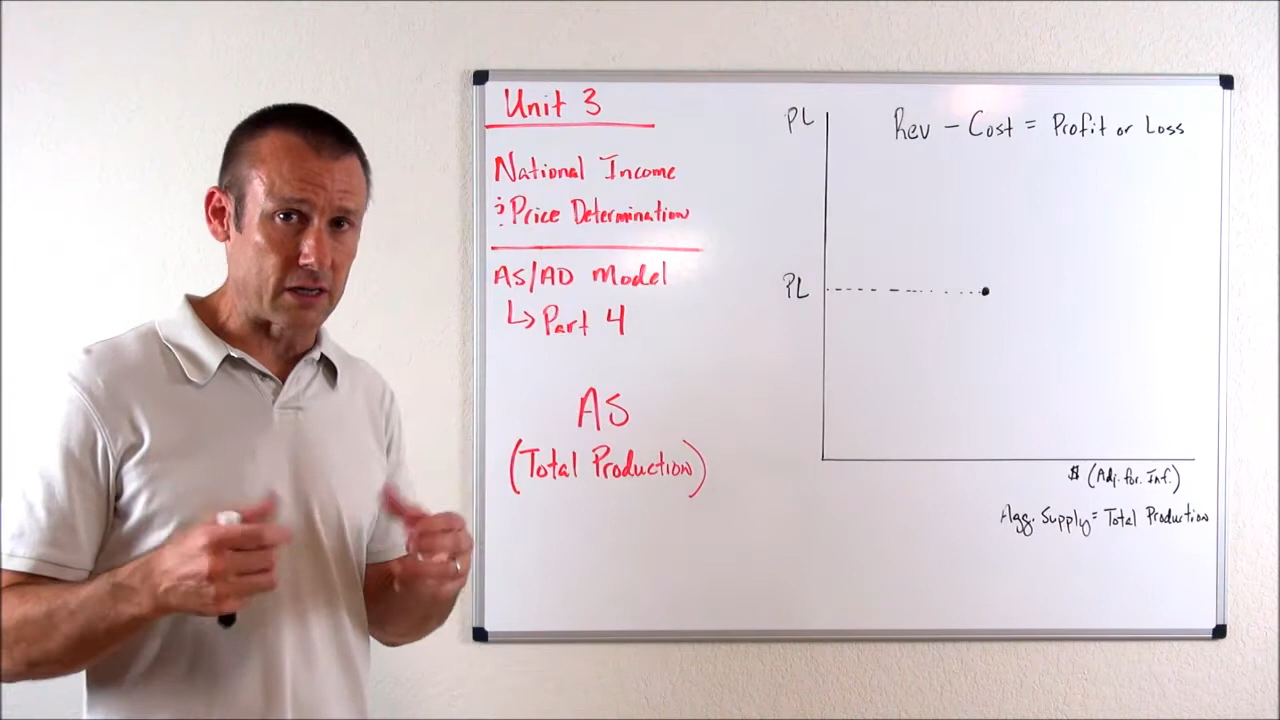 Unit 3
National Income
& Price Determination
AS/AD Model
↳ Part 4
AS
(Total Production)
PL
Rev - Cost = Profit or Loss
PL
$ (Adj. for. Inf.)
Agg. Supply = Total Production